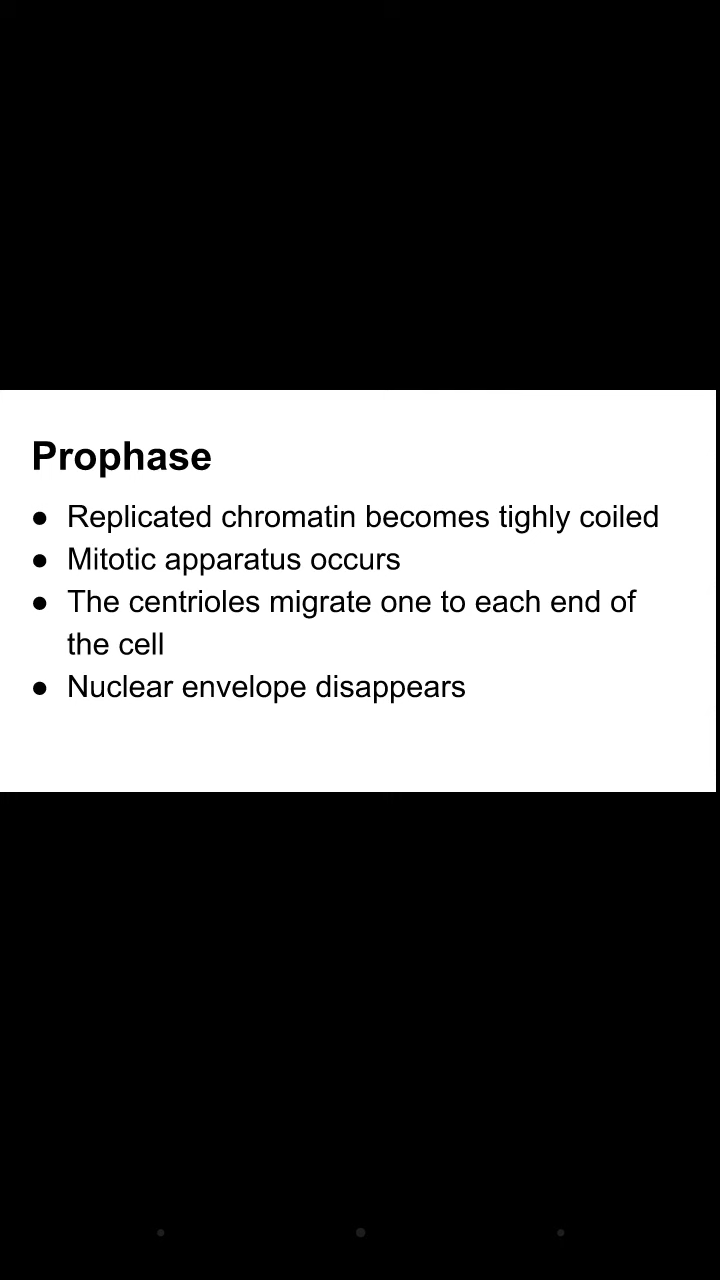 Prophase
● Replicated chromatin becomes tighly coiled
● Mitotic apparatus occurs
● The centrioles migrate one to each end of
the cell
● Nuclear envelope disappears